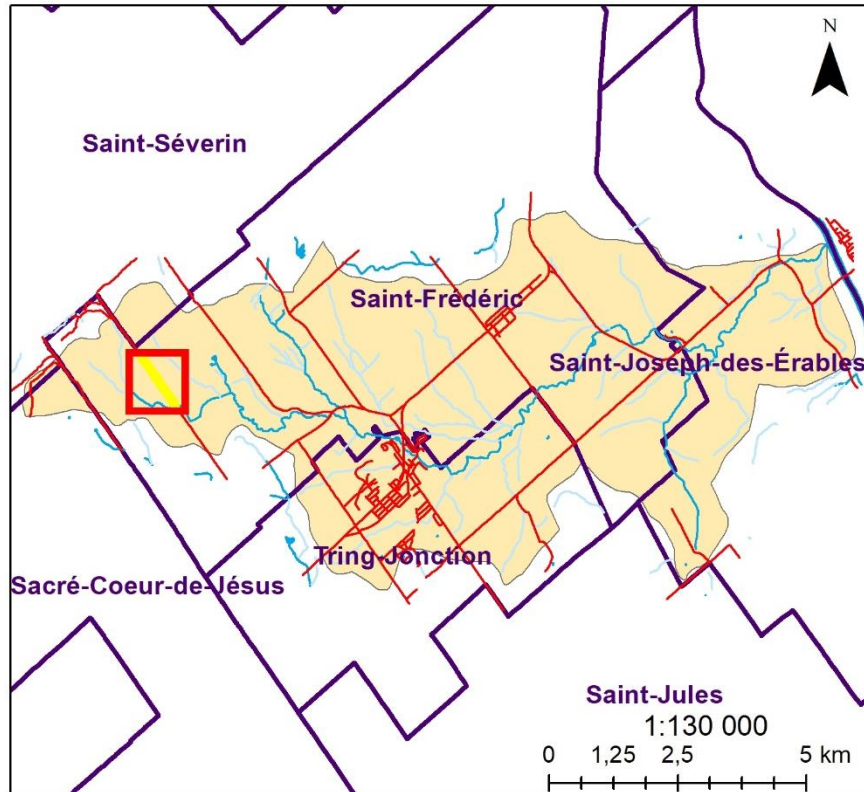 N
Saint-Séverin
Saint-Frédéric
Saint-Joseph-des-Érables
Tring-Jonction
Sacré-Coeur-de-Jésus
Saint-Jules
1:130 000
0 1,25 2,5 5 km